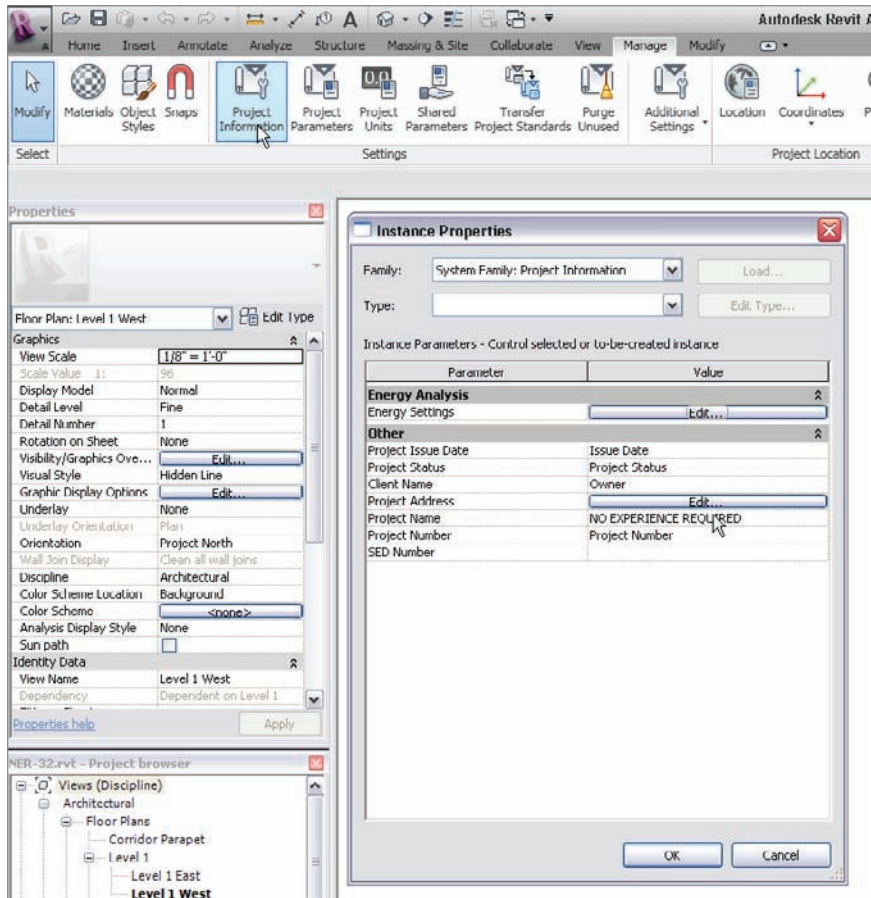 Autodesk Revit A
Home Insert Annotate Analyze Structure Massing & Site Collaborate View Manage Modify
Modify Materials Object Styles Snaps Project Information Project Parameters Project Units Shared Parameters Transfer Project Standards Purge Unused Additional Settings Location Coordinates
Select Settings Project Location
Properties
Floor Plan: Level 1 West Edit Type
Graphics
View Scale 1/8" = 1'-0"
Scale Value 1: 96
Display Model Normal
Detail Level Fine
Detail Number 1
Rotation on Sheet None
Visibility/Graphics Ove... Edit...
Visual Style Hidden Line
Graphic Display Options Edit...
Underlay None
Underlay Orientation Plan
Orientation Project North
Wall Join Display Clean all wall joins
Discipline Architectural
Color Scheme Location Background
Color Scheme <none>
Analysis Display Style None
Sun path
Identity Data
View Name Level 1 West
Dependency Dependent on Level 1
Properties help Apply
NER-32.rvt - Project browser
Views (Discipline)
Architectural
Floor Plans
Corridor Parapet
Level 1
Level 1 East
Level 1 West
Instance Properties
Family: System Family: Project Information Load...
Type: Edit Type...
Instance Parameters - Control selected or to-be-created instance
Parameter Value
Energy Analysis
Energy Settings Edit...
Other
Project Issue Date Issue Date
Project Status Project Status
Client Name Owner
Project Address Edit...
Project Name NO EXPERIENCE REQUIRED
Project Number Project Number
SED Number
OK Cancel